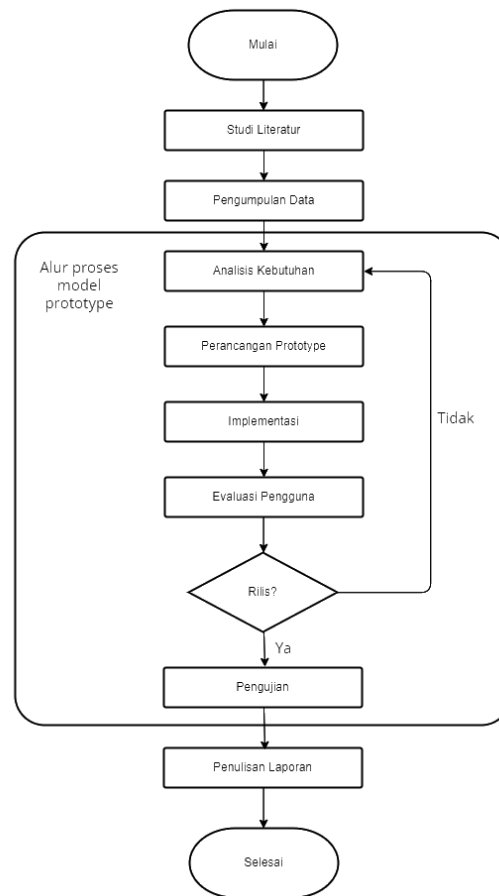 Mulai
Studi Literatur
Pengumpulan Data
Alur proses
model
prototype
Analisis Kebutuhan
Perancangan Prototype
Implementasi
Tidak
Evaluasi Pengguna
Rilis?
Ya
Pengujian
Penulisan Laporan
Selesai